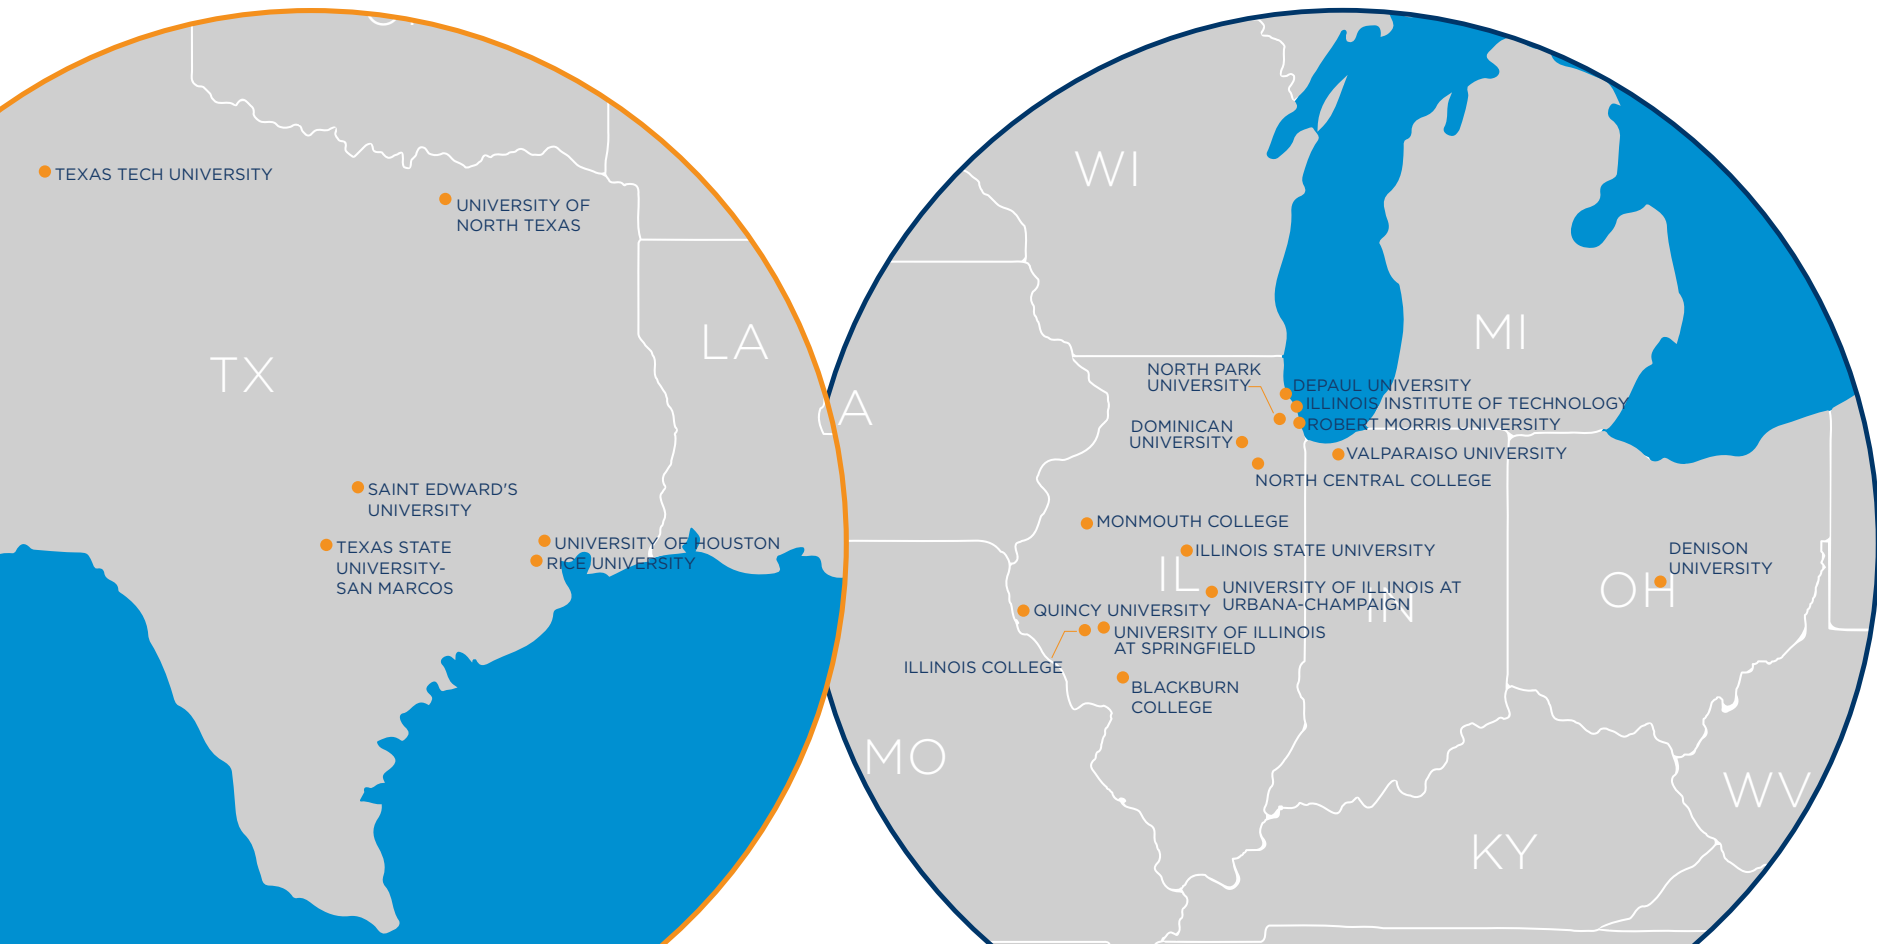 TEXAS TECH UNIVERSITY
UNIVERSITY OF
NORTH TEXAS
TX
LA
SAINT EDWARD'S
UNIVERSITY
TEXAS STATE
UNIVERSITY-
SAN MARCOS
UNIVERSITY OF HOUSTON
RICE UNIVERSITY
WI
MI
A
NORTH PARK
UNIVERSITY
DEPAUL UNIVERSITY
ILLINOIS INSTITUTE OF TECHNOLOGY
ROBERT MORRIS UNIVERSITY
DOMINICAN
UNIVERSITY
VALPARAISO UNIVERSITY
NORTH CENTRAL COLLEGE
MONMOUTH COLLEGE
ILLINOIS STATE UNIVERSITY
IL
UNIVERSITY OF ILLINOIS AT
URBANA-CHAMPAIGN
IN
QUINCY UNIVERSITY
UNIVERSITY OF ILLINOIS
AT SPRINGFIELD
ILLINOIS COLLEGE
BLACKBURN
COLLEGE
DENISON
UNIVERSITY
OH
MO
WV
KY